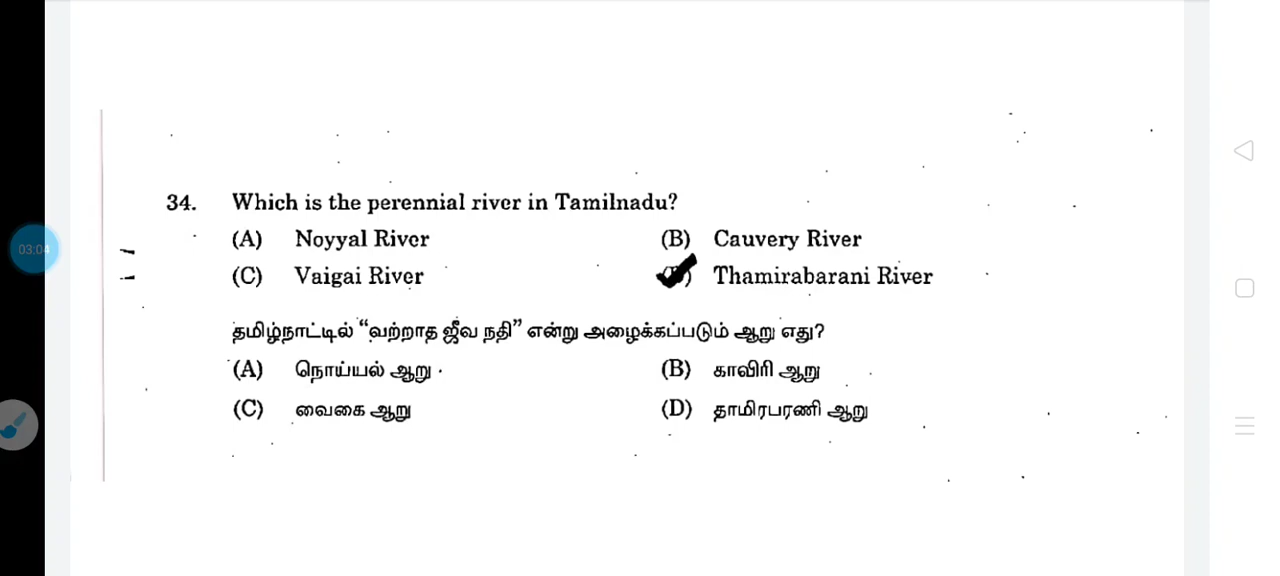 34. Which is the perennial river in Tamilnadu?
(A) Noyyal River (B) Cauvery River
03:04
(C) Vaigai River Thamirabarani River
தமிழ்நாட்டில் “வற்றாத ஜீவ நதி” என்று அழைக்கப்படும் ஆறு எது?
(A) நொய்யல் ஆறு (B) காவிரி ஆறு
(C) வைகை ஆறு (D) தாமிரபரணி ஆறு